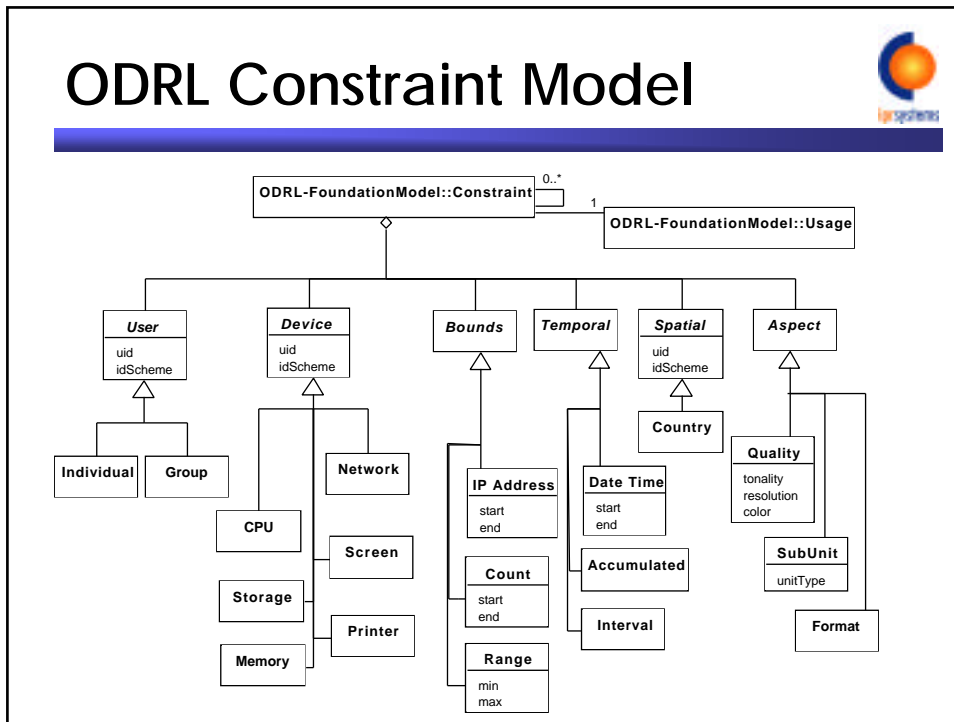 ODRL Constraint Model
iprsystems
ODRL-FoundationModel::Constraint
0..*
1
ODRL-FoundationModel::Usage
User
uid
idScheme
Device
uid
idScheme
Bounds
Temporal
Spatial
uid
idScheme
Aspect
Individual
Group
CPU
Network
Screen
Storage
Printer
Memory
IP Address
start
end
Count
start
end
Range
min
max
Date Time
start
end
Accumulated
Interval
Country
Quality
tonality
resolution
color
SubUnit
unitType
Format